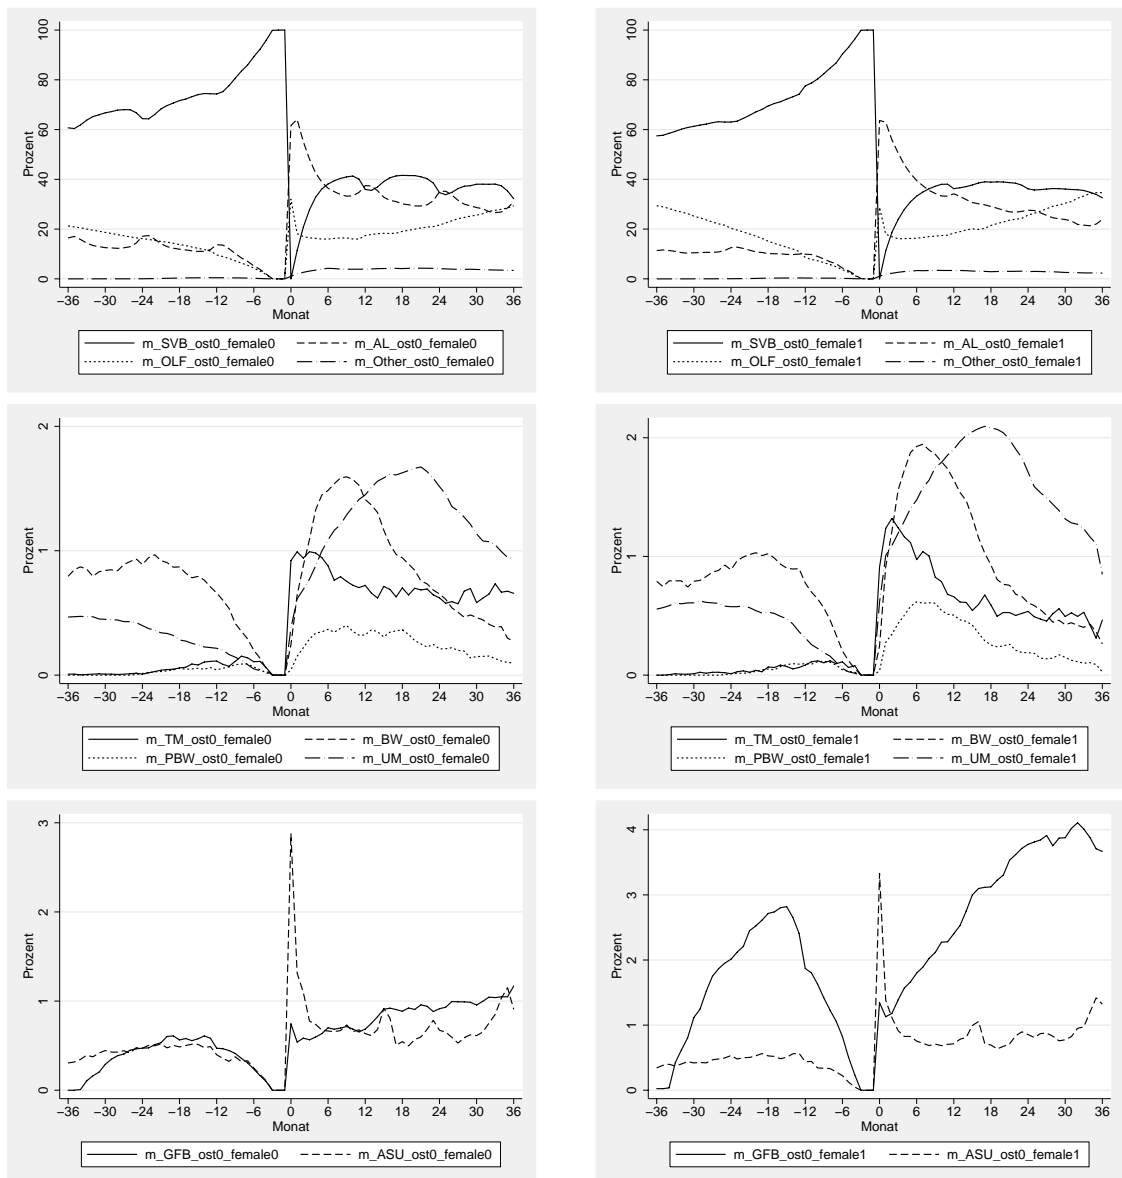 100
80
60
40
20
0
Prozent
−36 −30 −24 −18 −12 −6 0 6 12 18 24 30 36
Monat
m_SVB_ost0_female0 m_AL_ost0_female0
m_OLF_ost0_female0 m_Other_ost0_female0
100
80
60
40
20
0
Prozent
−36 −30 −24 −18 −12 −6 0 6 12 18 24 30 36
Monat
m_SVB_ost0_female1 m_AL_ost0_female1
m_OLF_ost0_female1 m_Other_ost0_female1
2
1
0
Prozent
−36 −30 −24 −18 −12 −6 0 6 12 18 24 30 36
Monat
m_TM_ost0_female0 m_BW_ost0_female0
m_PBW_ost0_female0 m_UM_ost0_female0
2
1
0
Prozent
−36 −30 −24 −18 −12 −6 0 6 12 18 24 30 36
Monat
m_TM_ost0_female1 m_BW_ost0_female1
m_PBW_ost0_female1 m_UM_ost0_female1
3
2
1
0
Prozent
−36 −30 −24 −18 −12 −6 0 6 12 18 24 30 36
Monat
m_GFB_ost0_female0 m_ASU_ost0_female0
4
3
2
1
0
Prozent
−36 −30 −24 −18 −12 −6 0 6 12 18 24 30 36
Monat
m_GFB_ost0_female1 m_ASU_ost0_female1